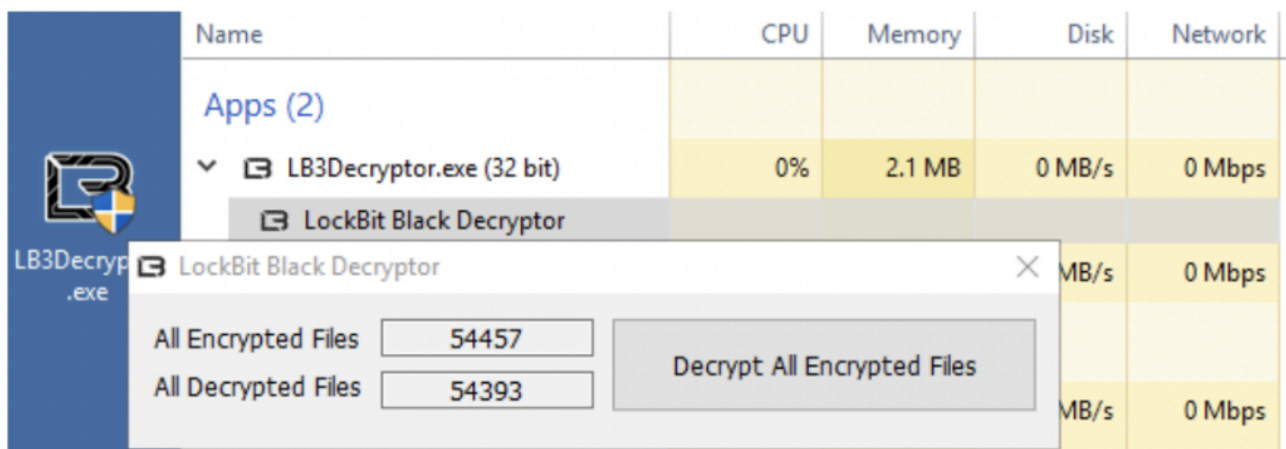 Name CPU Memory Disk Network
Apps (2)
LB3Decryptor.exe (32 bit) 0% 2.1 MB 0 MB/s 0 Mbps
LockBit Black Decryptor
LB3Decryp
.exe
LockBit Black Decryptor
MB/s 0 Mbps
All Encrypted Files 54457
Decrypt All Encrypted Files
All Decrypted Files 54393
MB/s 0 Mbps